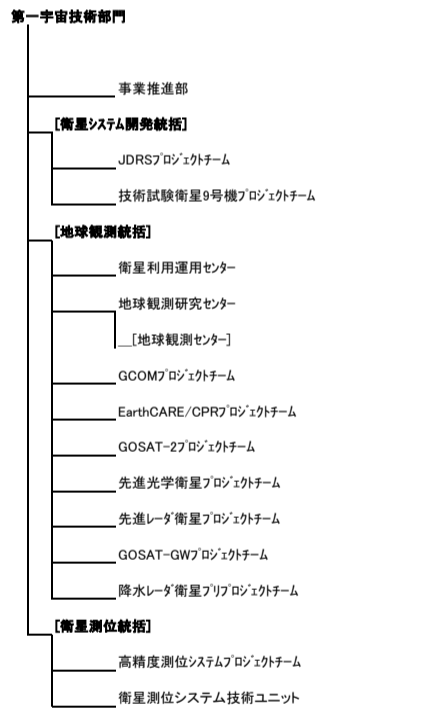 第一宇宙技術部門
事業推進部
[衛星ｼｽﾃﾑ開発統括]
JDRSﾌﾟﾛｼﾞｪｸﾄﾁｰﾑ
技術試験衛星9号機ﾌﾟﾛｼﾞｪｸﾄﾁｰﾑ
[地球観測統括]
衛星利用運用ｾﾝﾀｰ
地球観測研究ｾﾝﾀｰ
__[地球観測ｾﾝﾀｰ]
GCOMﾌﾟﾛｼﾞｪｸﾄﾁｰﾑ
EarthCARE/CPRﾌﾟﾛｼﾞｪｸﾄﾁｰﾑ
GOSAT-2ﾌﾟﾛｼﾞｪｸﾄﾁｰﾑ
先進光学衛星ﾌﾟﾛｼﾞｪｸﾄﾁｰﾑ
先進ﾚｰﾀﾞ衛星ﾌﾟﾛｼﾞｪｸﾄﾁｰﾑ
GOSAT-GWﾌﾟﾛｼﾞｪｸﾄﾁｰﾑ
降水ﾚｰﾀﾞ衛星ﾌﾟﾘﾌﾟﾛｼﾞｪｸﾄﾁｰﾑ
[衛星測位統括]
高精度測位ｼｽﾃﾑﾌﾟﾛｼﾞｪｸﾄﾁｰﾑ
衛星測位システム技術ユニット